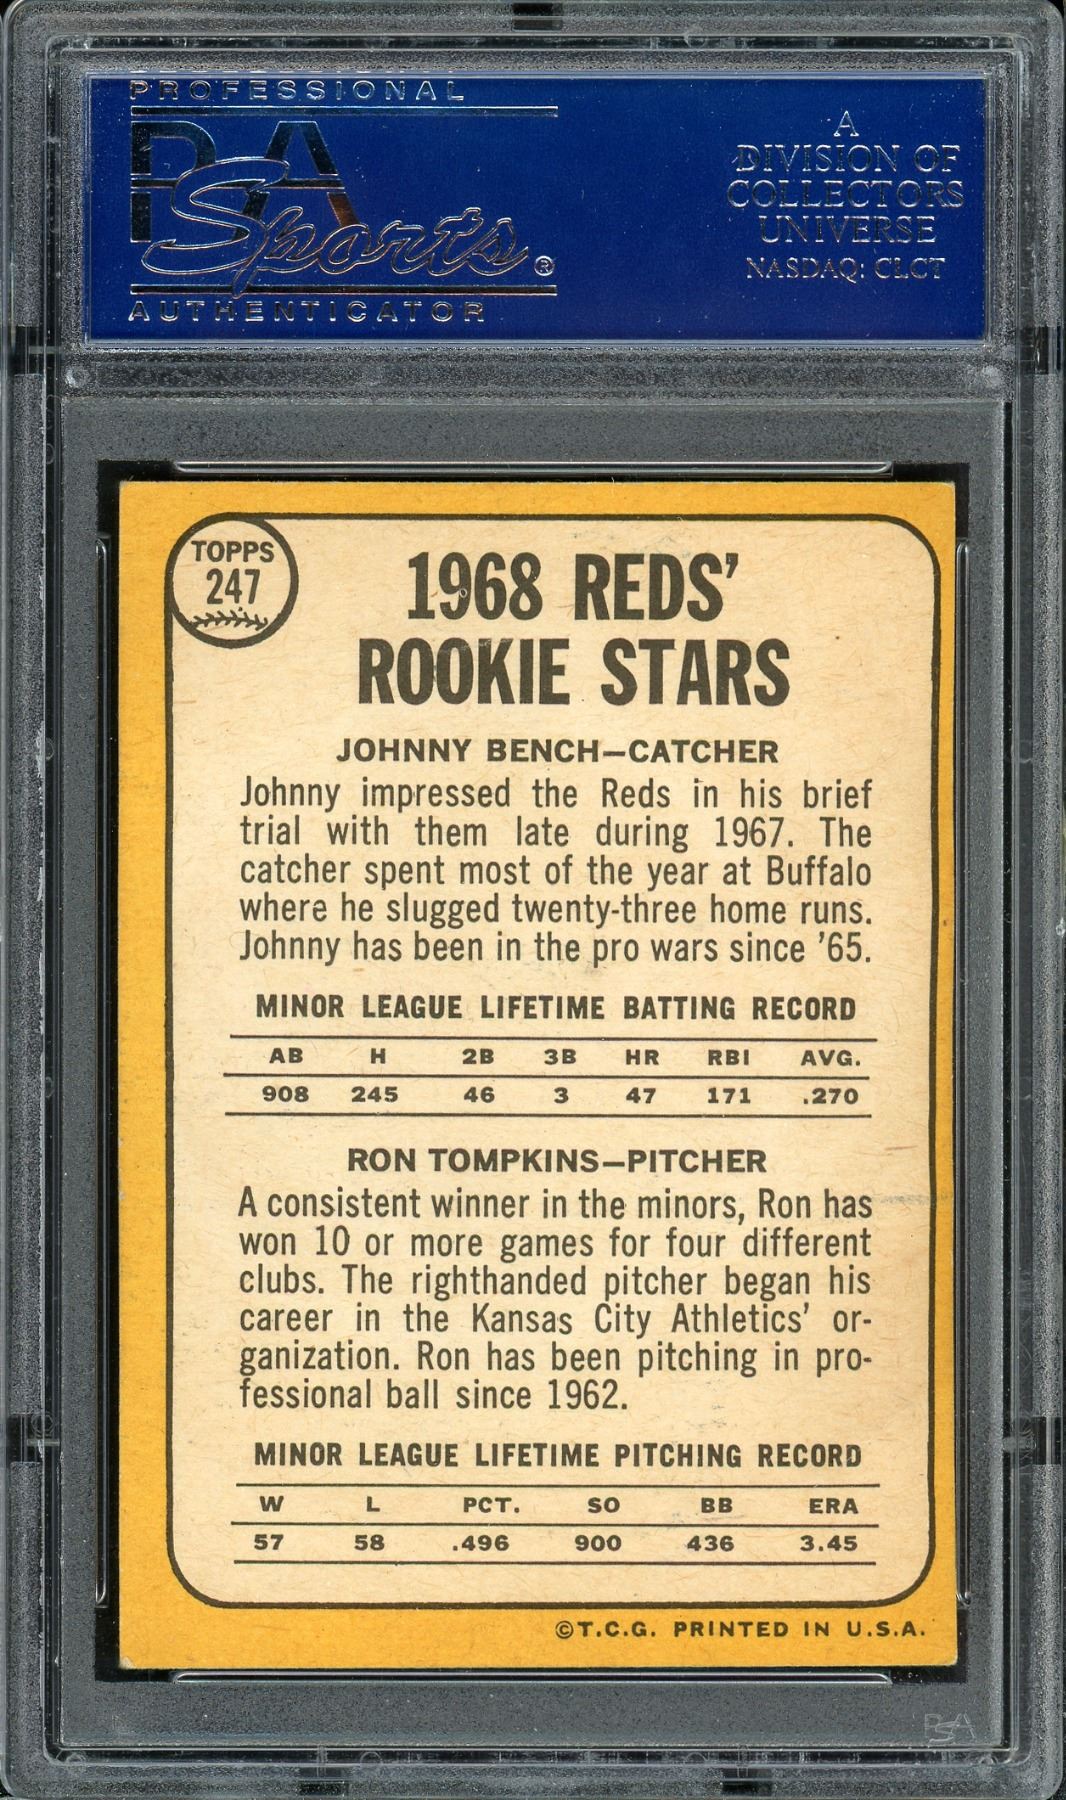 PROFESSIONAL
PSA
Sports®
AUTHENTICATOR
A
DIVISION OF
COLLECTORS
UNIVERSE
NASDAQ: CLCT
TOPPS
247
1968 REDS'
ROOKIE STARS
JOHNNY BENCH—CATCHER
Johnny impressed the Reds in his brief
trial with them late during 1967. The
catcher spent most of the year at Buffalo
where he slugged twenty-three home runs.
Johnny has been in the pro wars since '65.
MINOR LEAGUE LIFETIME BATTING RECORD
AB H 2B 3B HR RBI AVG.
908 245 46 3 47 171 .270
RON TOMPKINS—PITCHER
A consistent winner in the minors, Ron has
won 10 or more games for four different
clubs. The righthanded pitcher began his
career in the Kansas City Athletics' or-
ganization. Ron has been pitching in pro-
fessional ball since 1962.
MINOR LEAGUE LIFETIME PITCHING RECORD
W L PCT. SO BB ERA
57 58 .496 900 436 3.45
©T.C.G. PRINTED IN U.S.A.
PSA